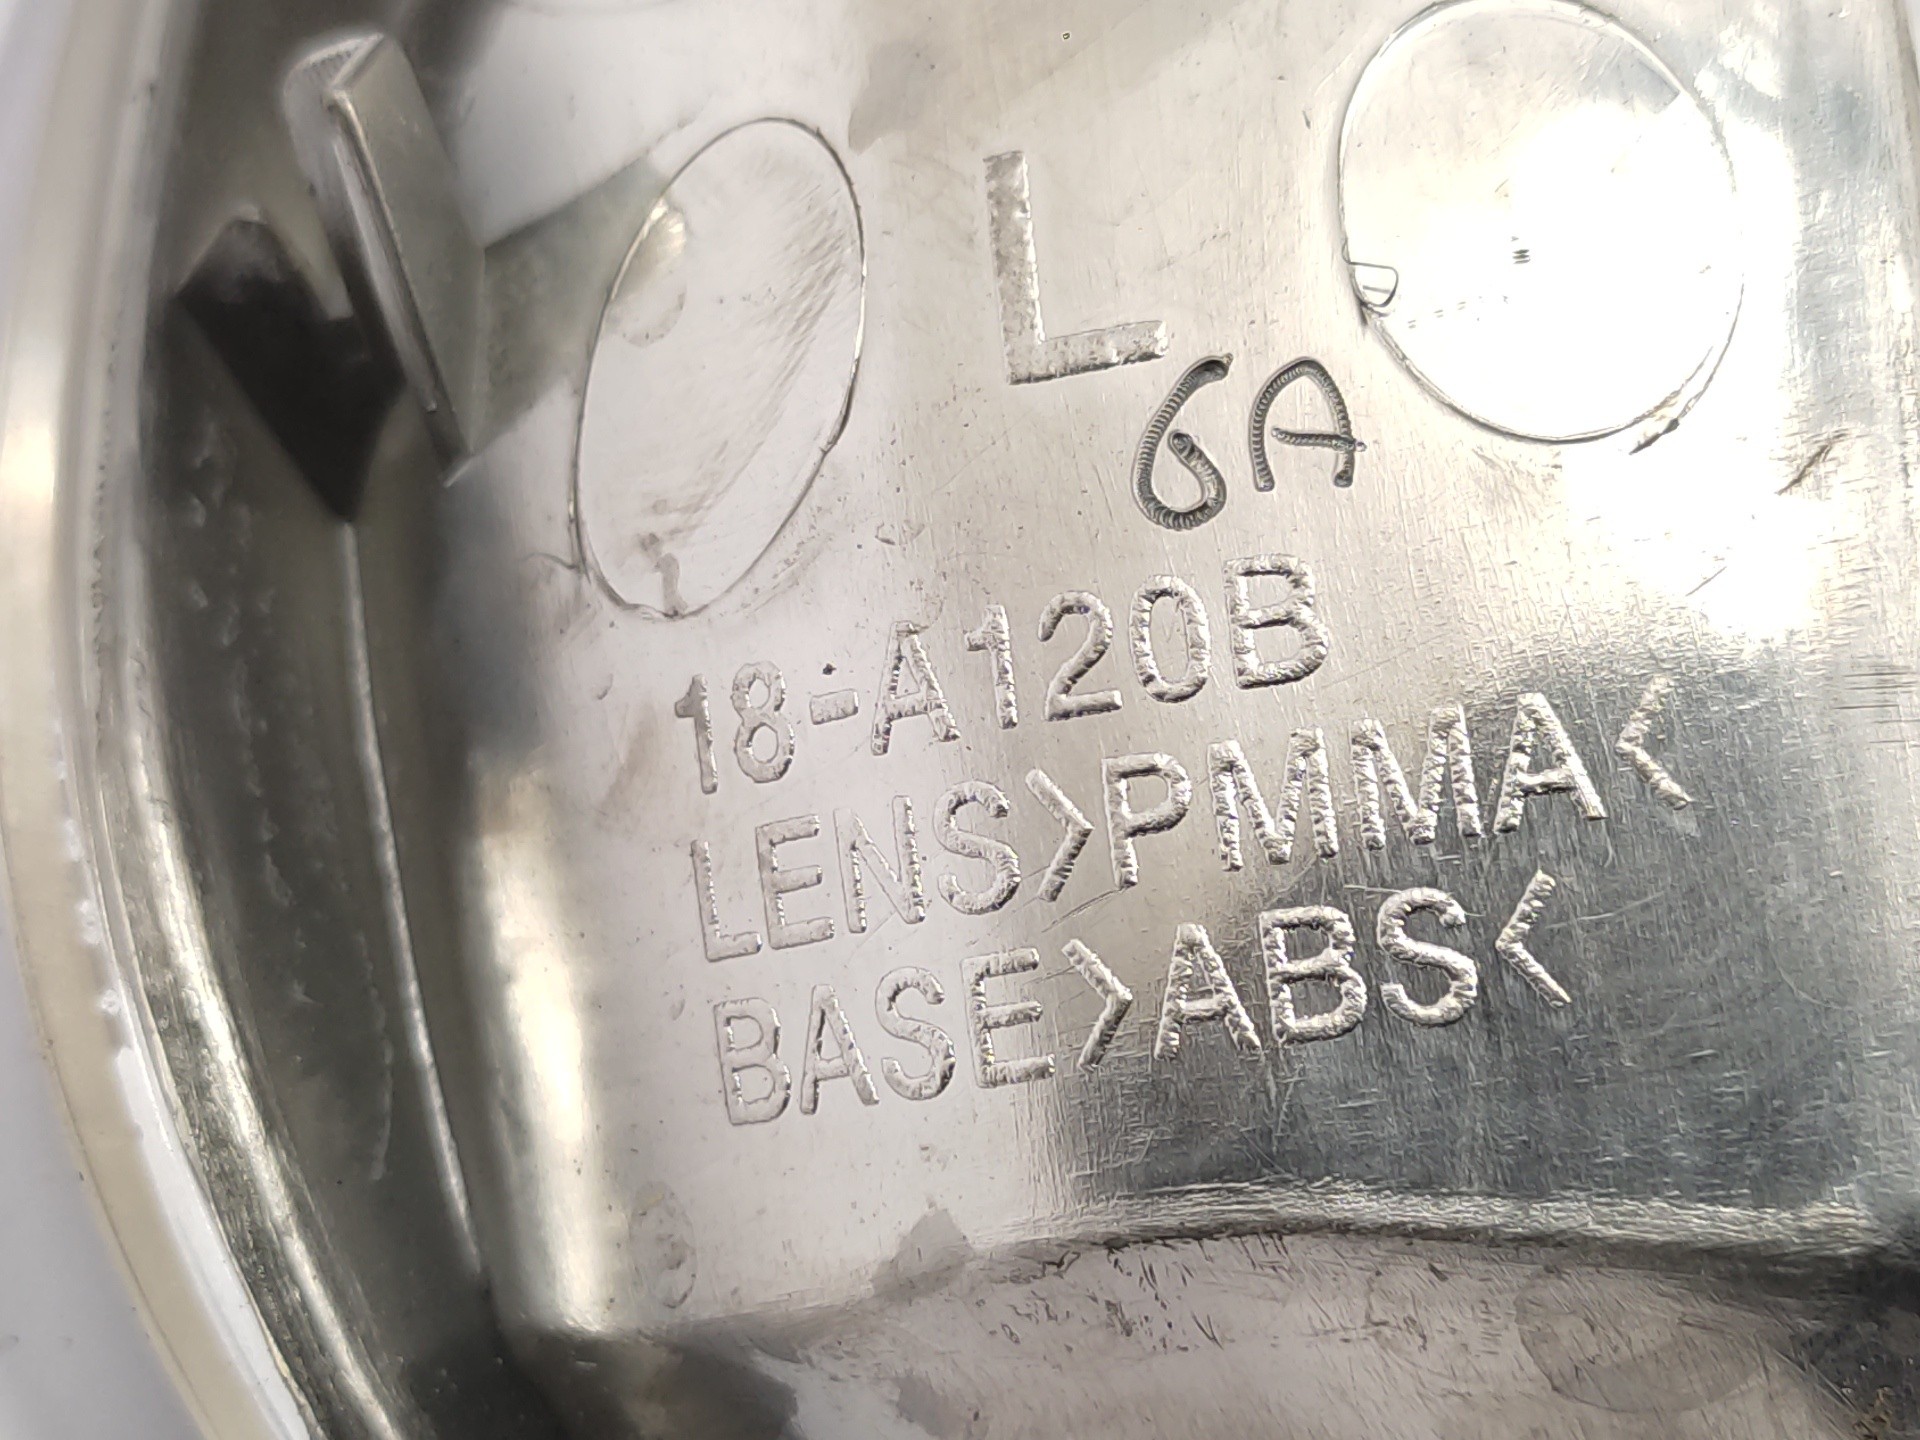 L
6A
18-A120B
LENS>PMMA<
BASE>ABS<